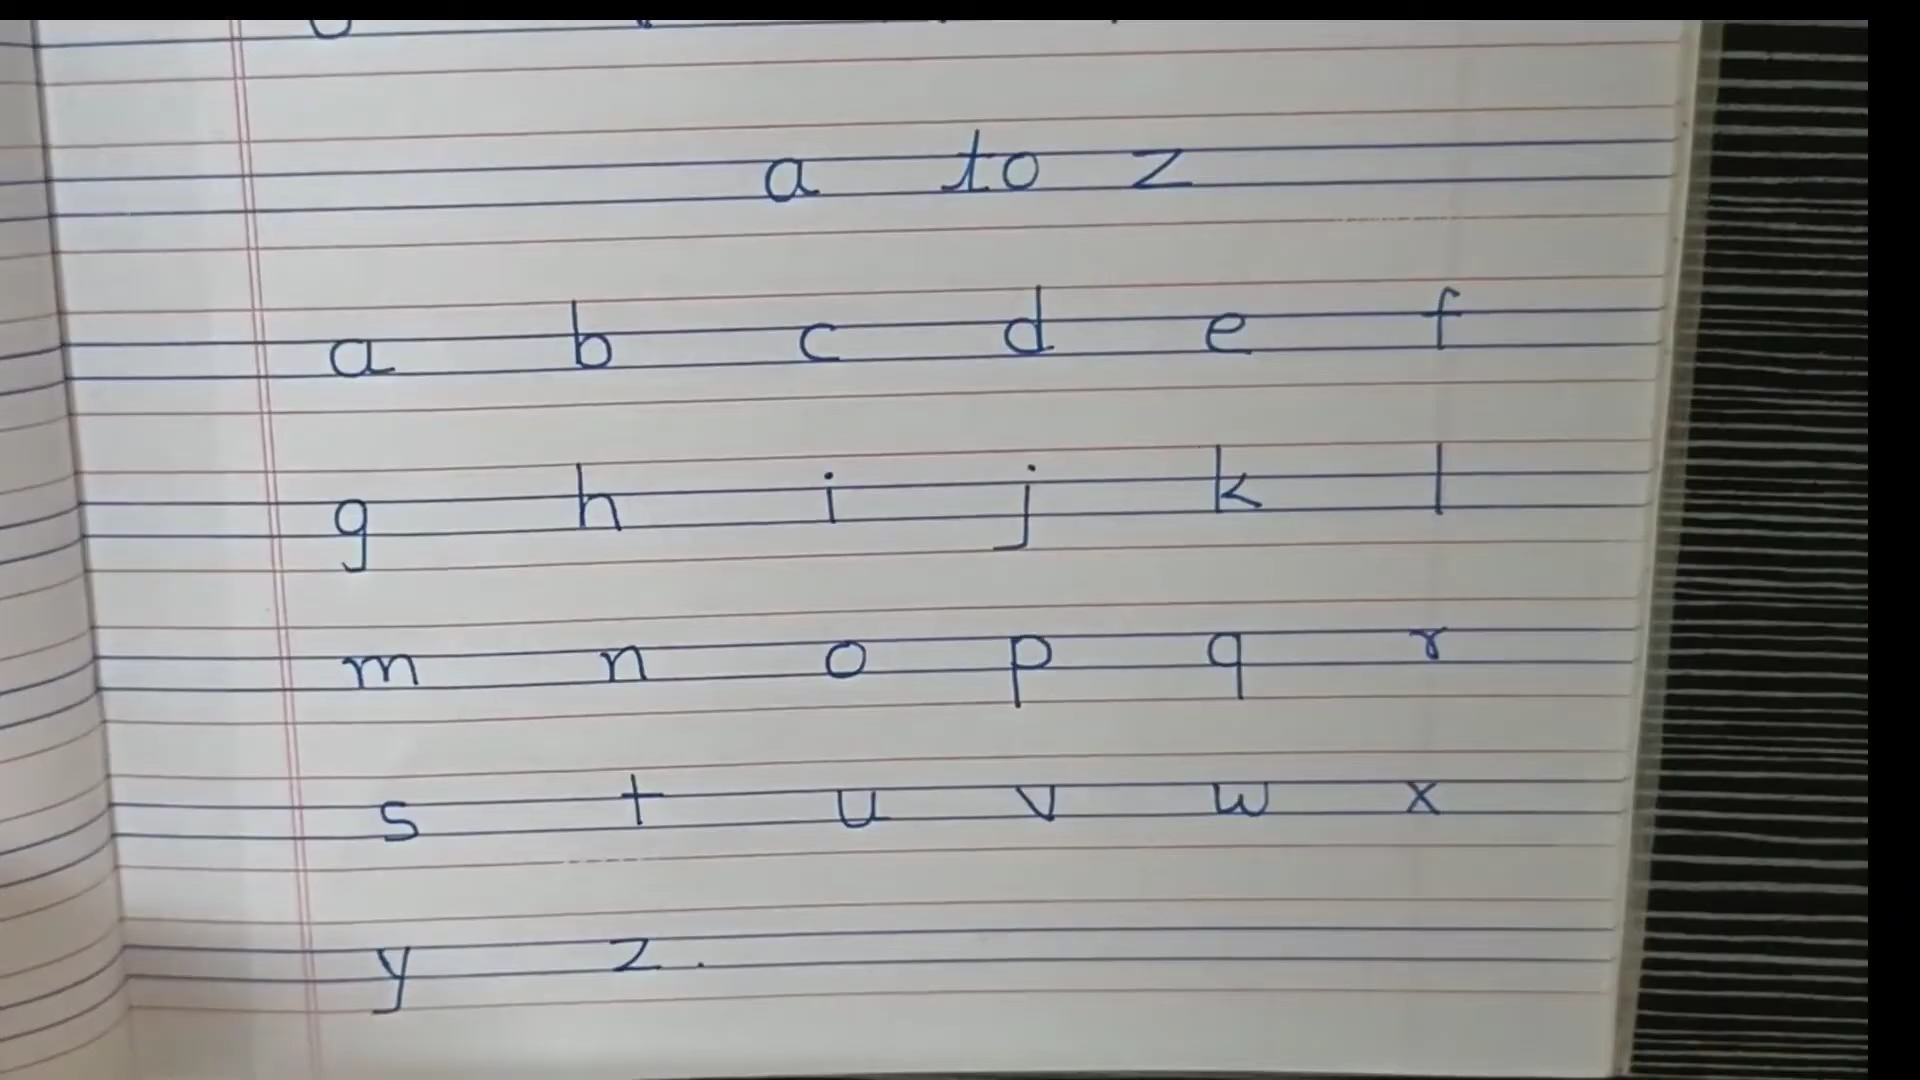 a to z
a b c d e f
g h i j k l
m n o p q r
s t u v w x
y z.